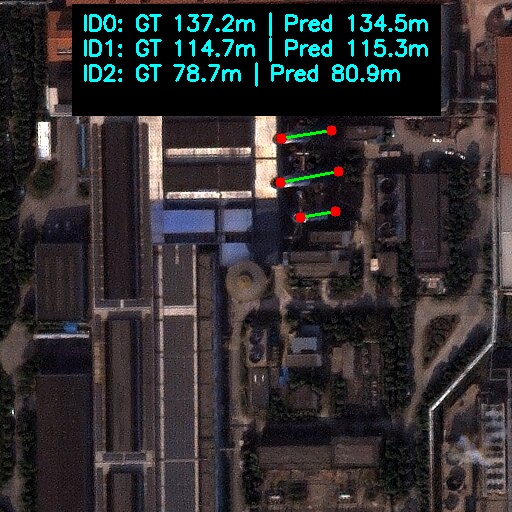 ID0: GT 137.2m | Pred 134.5m
ID1: GT 114.7m | Pred 115.3m
ID2: GT 78.7m | Pred 80.9m